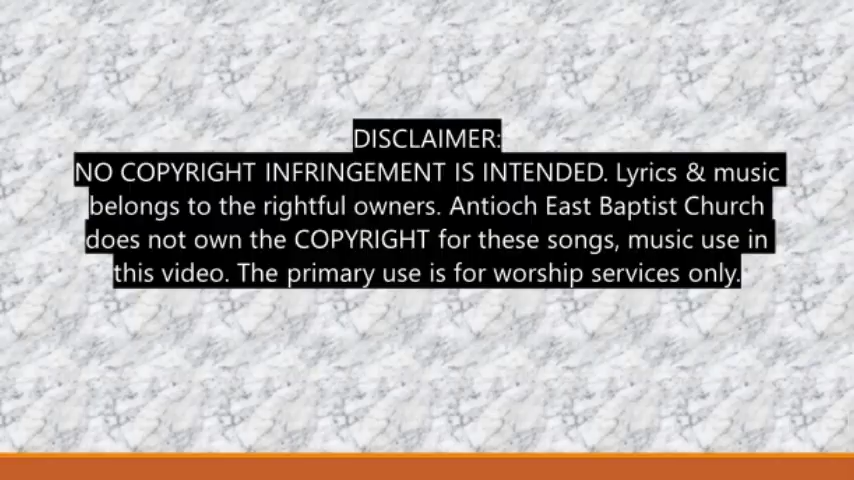 DISCLAIMER:
NO COPYRIGHT INFRINGEMENT IS INTENDED. Lyrics & music
belongs to the rightful owners. Antioch East Baptist Church
does not own the COPYRIGHT for these songs, music use in
this video. The primary use is for worship services only.